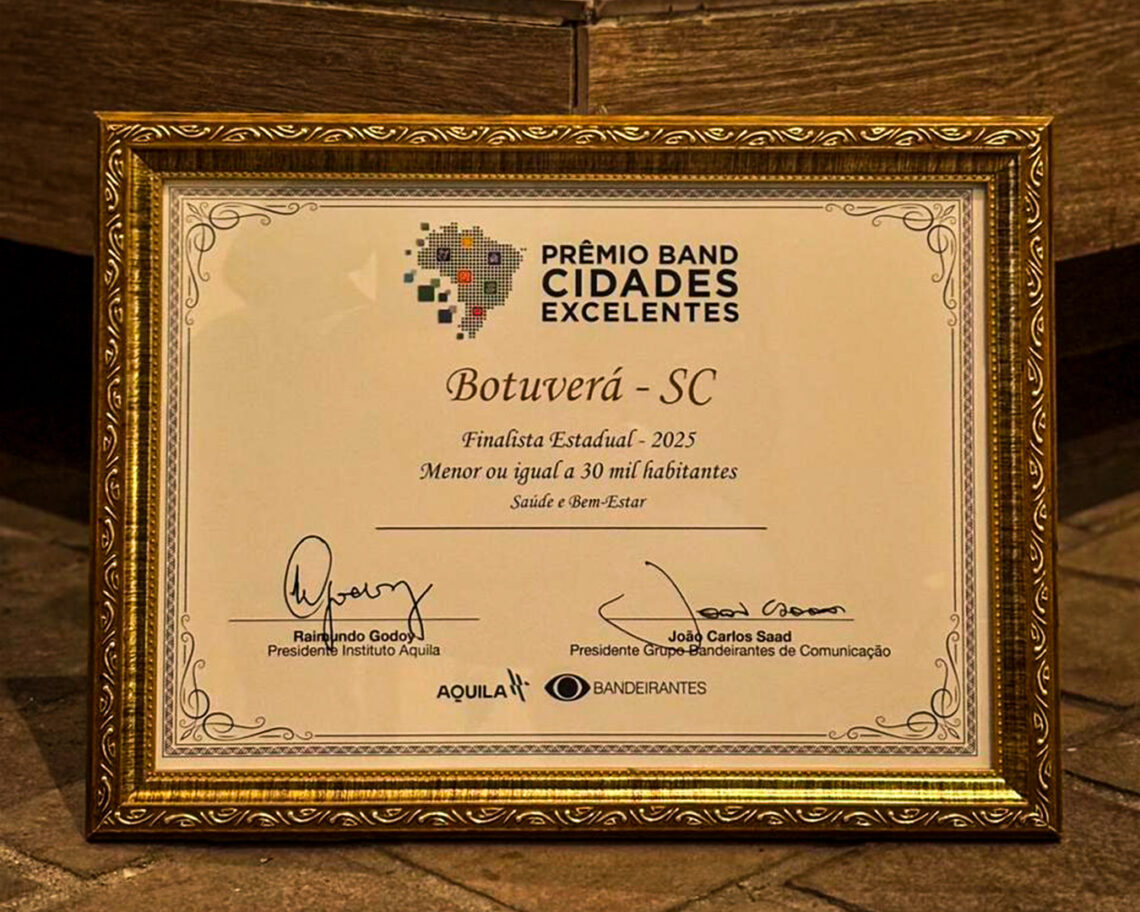 PRÊMIO BAND
CIDADES
EXCELENTES
Botuverá - SC
Finalista Estadual - 2025
Menor ou igual a 30 mil habitantes
Saúde e Bem-Estar
Raimundo Godoy
Presidente Instituto Aquila
João Carlos Saad
Presidente Grupo Bandeirantes de Comunicação
AQUILA
BANDEIRANTES